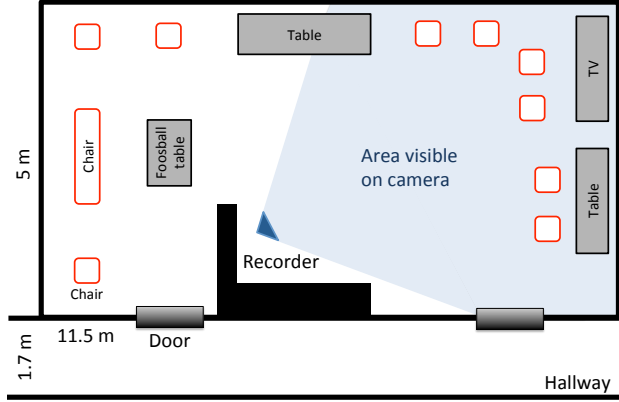 Table
TV
Chair
Foosball
table
Area visible
on camera
5 m
Table
Recorder
Chair
11.5 m
Door
1.7 m
Hallway